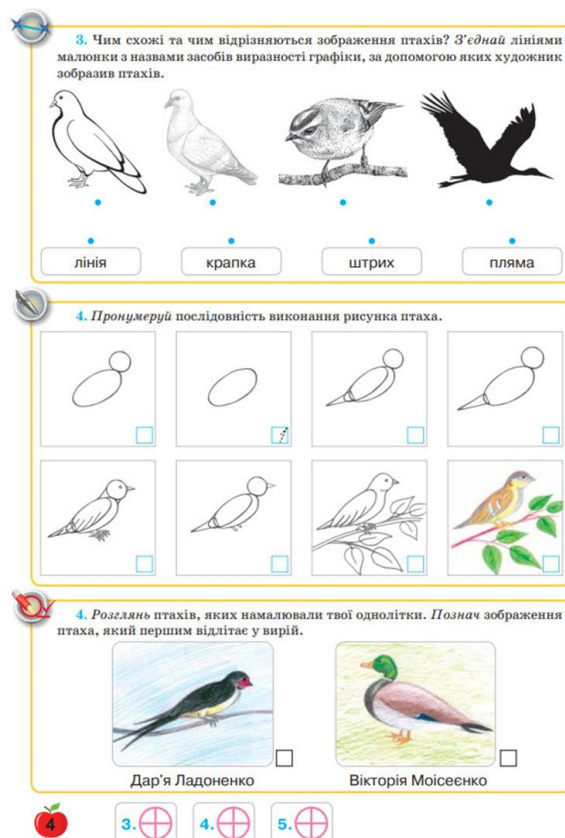 3. Чим схожі та чим відрізняються зображення птахів? З’єднай лініями
малюнки з назвами засобів виразності графіки, за допомогою яких художник
зобразив птахів.
лінія
крапка
штрих
пляма
4. Пронумеруй послідовність виконання рисунка птаха.
1
4. Розглянь птахів, яких намалювали твої однолітки. Познач зображення
птаха, який першим відлітає у вирій.
Дар’я Ладоненко
Вікторія Моісеєнко
4
3.
4.
5.